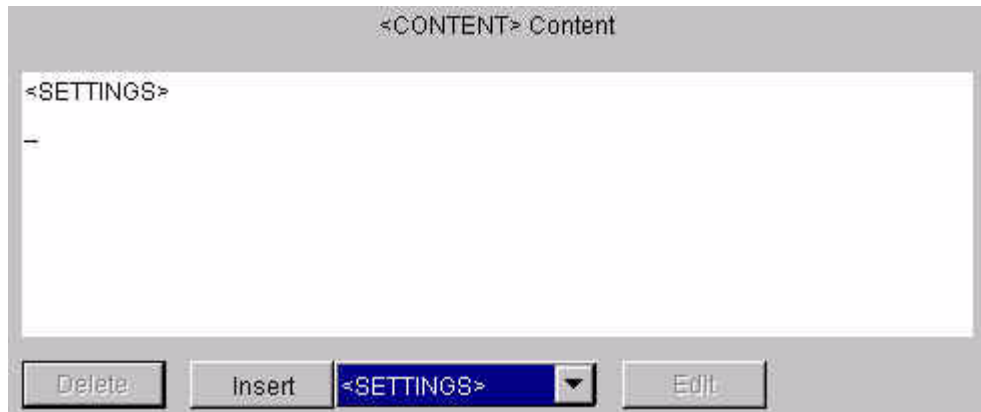 <CONTENT> Content
<SETTINGS>
–
Delete Insert <SETTINGS> Edit